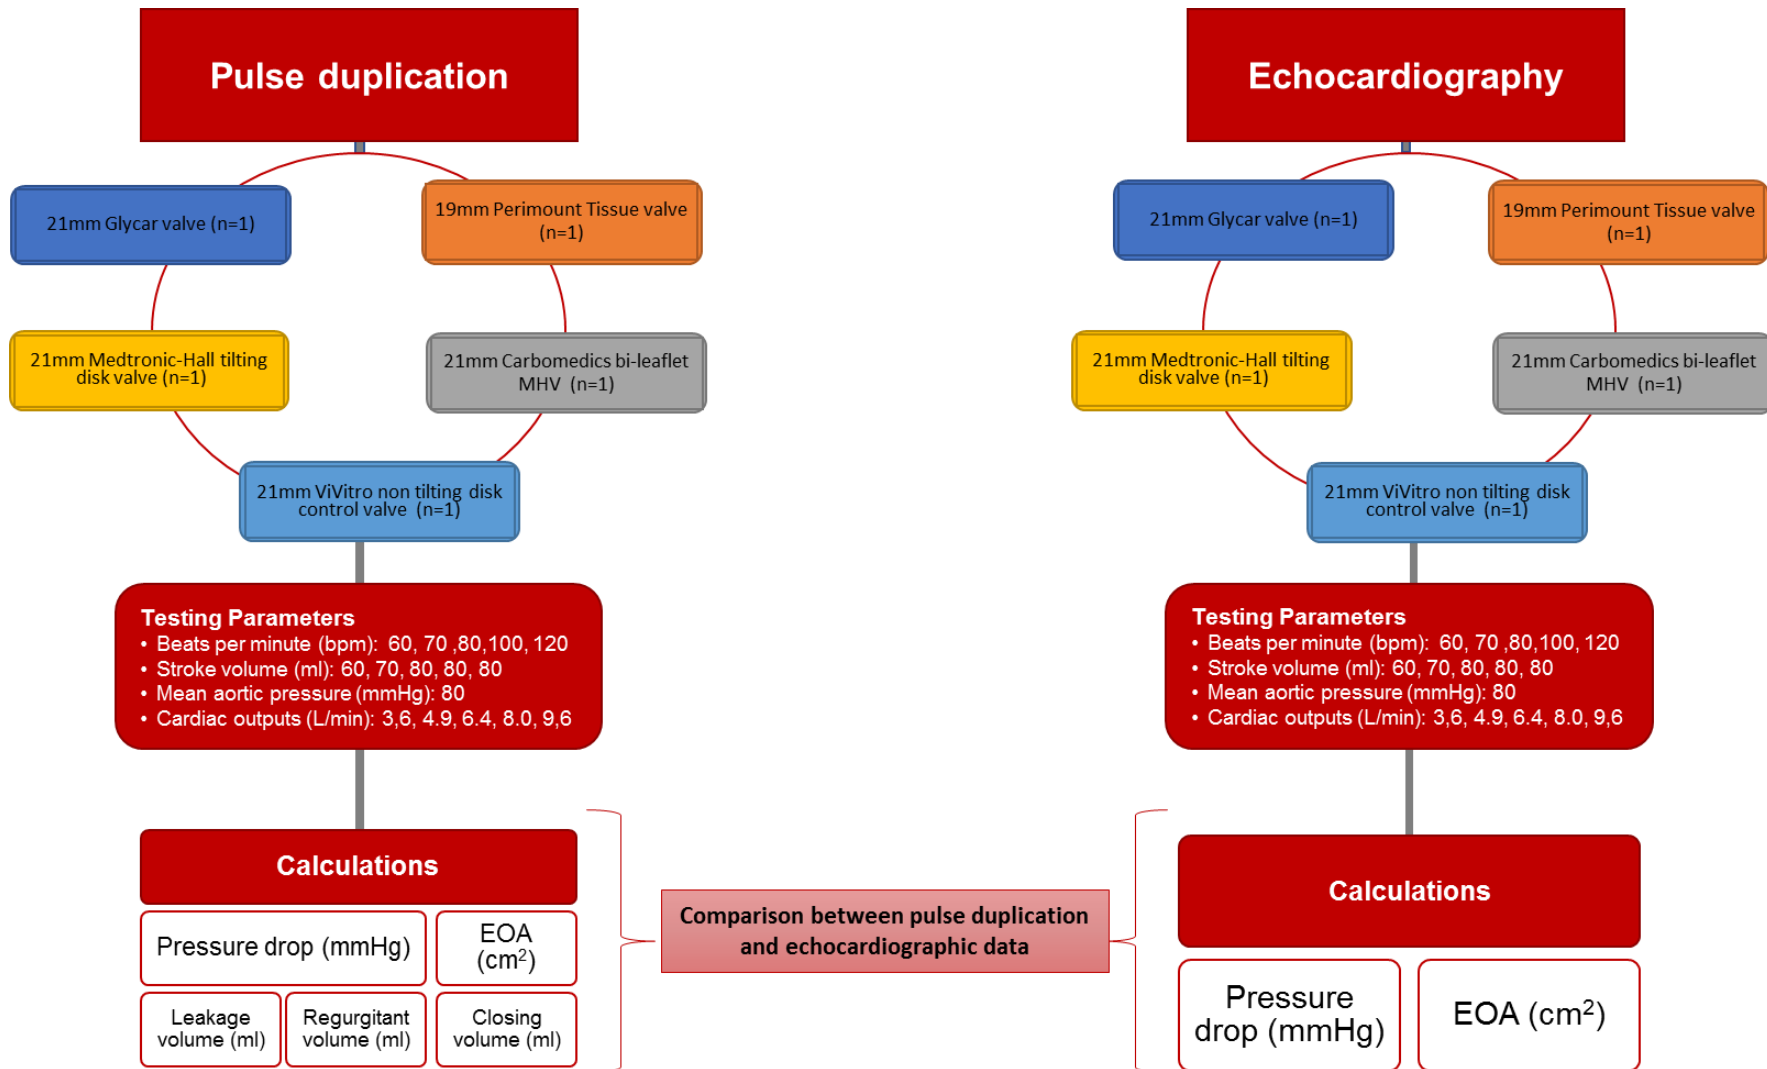 Pulse duplication
21mm Glycar valve (n=1)
19mm Perimount Tissue valve
(n=1)
21mm Medtronic-Hall tilting
disk valve (n=1)
21mm Carbomedics bi-leaflet
MHV (n=1)
21mm ViVitro non tilting disk
control valve (n=1)
Testing Parameters
• Beats per minute (bpm): 60, 70 ,80,100, 120
• Stroke volume (ml): 60, 70, 80, 80, 80
• Mean aortic pressure (mmHg): 80
• Cardiac outputs (L/min): 3,6, 4.9, 6.4, 8.0, 9,6
Calculations
Pressure drop (mmHg)
EOA
(cm²)
Leakage
volume (ml)
Regurgitant
volume (ml)
Closing
volume (ml)
Comparison between pulse duplication
and echocardiographic data
Echocardiography
21mm Glycar valve (n=1)
19mm Perimount Tissue valve
(n=1)
21mm Medtronic-Hall tilting
disk valve (n=1)
21mm Carbomedics bi-leaflet
MHV (n=1)
21mm ViVitro non tilting disk
control valve (n=1)
Testing Parameters
• Beats per minute (bpm): 60, 70 ,80,100, 120
• Stroke volume (ml): 60, 70, 80, 80, 80
• Mean aortic pressure (mmHg): 80
• Cardiac outputs (L/min): 3,6, 4.9, 6.4, 8.0, 9,6
Calculations
Pressure
drop (mmHg)
EOA (cm²)